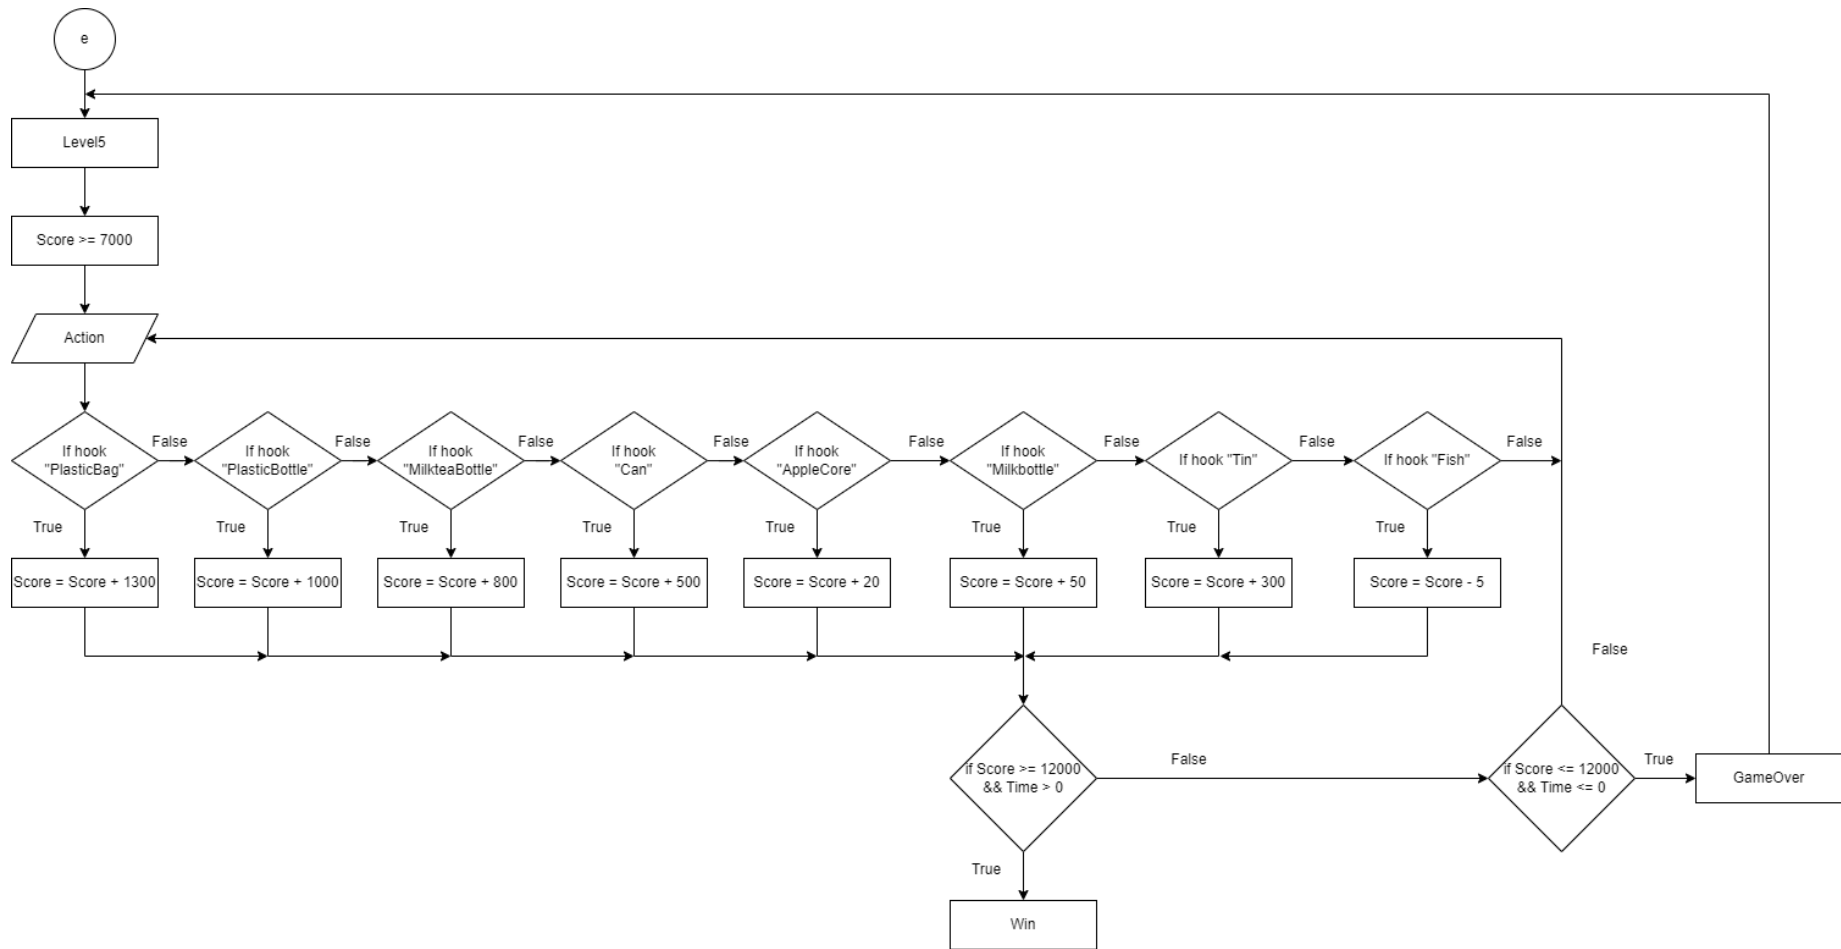 e
Level5
Score >= 7000
Action
If hook
"PlasticBag"
False
If hook
"PlasticBottle"
False
If hook
"MilkteaBottle"
False
If hook
"Can"
False
If hook
"AppleCore"
False
If hook
"Milkbottle"
False
If hook "Tin"
False
If hook "Fish"
False
True
True
True
True
True
True
True
True
Score = Score + 1300
Score = Score + 1000
Score = Score + 800
Score = Score + 500
Score = Score + 20
Score = Score + 50
Score = Score + 300
Score = Score - 5
False
if Score >= 12000
&& Time > 0
False
if Score <= 12000
&& Time <= 0
True
GameOver
True
Win